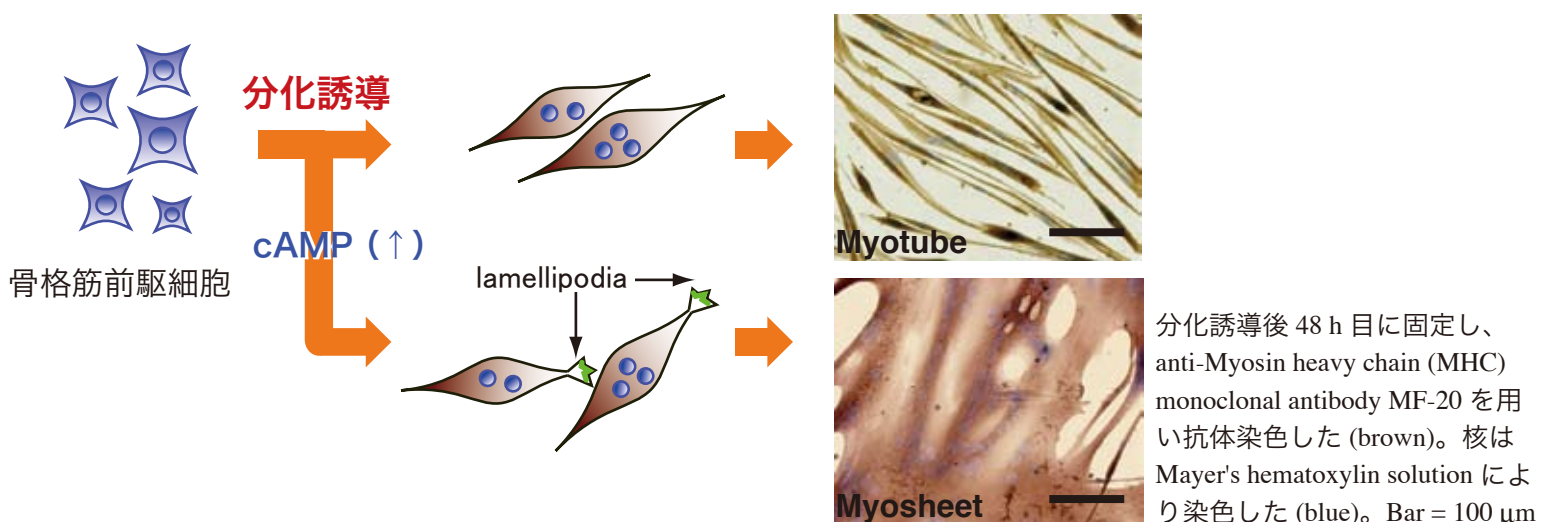 分化誘導
cAMP (↑)
骨格筋前駆細胞
lamellipodia
Myotube
Myosheet
分化誘導後 48 h 目に固定し、
anti-Myosin heavy chain (MHC)
monoclonal antibody MF-20 を用
い抗体染色した (brown)。核は
Mayer's hematoxylin solution によ
り染色した (blue)。Bar = 100 μm